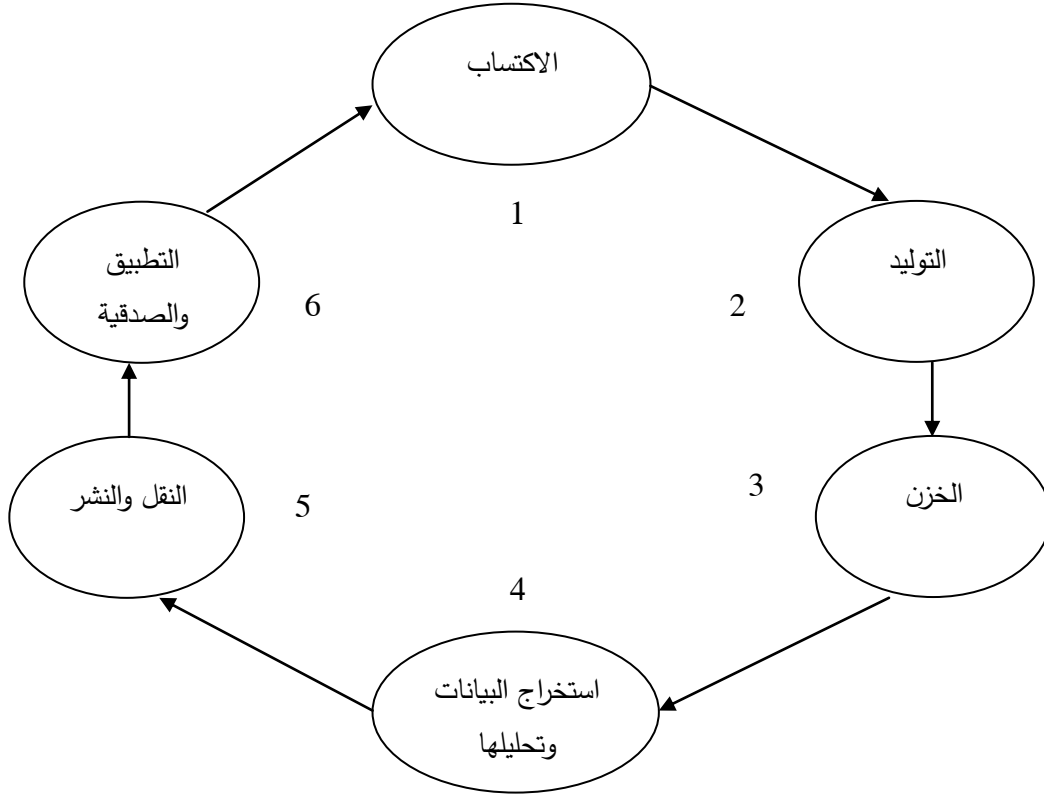 الاكتساب
1
التوليد
2
الخزن
3
4
استخراج البيانات
وتحليلها
النقل والنشر
5
التطبيق
والصدقية
6